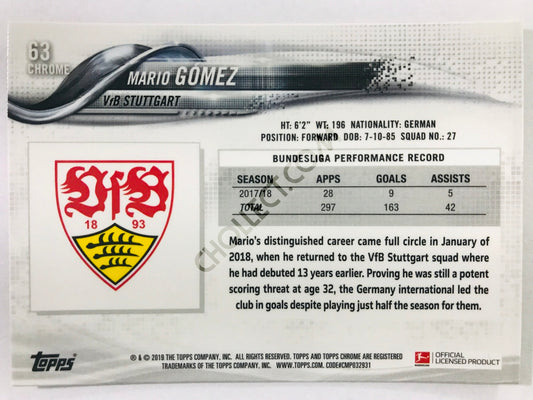 63
CHROME
MARIO GOMEZ
VfB STUTTGART
HT: 6'2" WT: 196 NATIONALITY: GERMAN
POSITION: FORWARD DOB: 7-10-85 SQUAD NO.: 27
BUNDESLIGA PERFORMANCE RECORD
SEASON APPS GOALS ASSISTS
2017/18 28 9 5
TOTAL 297 163 42
VfB
18 93
Mario's distinguished career came full circle in January of
2018, when he returned to the VfB Stuttgart squad where
he had debuted 13 years earlier. Proving he was still a potent
scoring threat at age 32, the Germany international led the
club in goals despite playing just half the season for them.
CHOLLECT.COM
Topps
® & © 2019 THE TOPPS COMPANY, INC. ALL RIGHTS RESERVED. TOPPS AND TOPPS CHROME ARE REGISTERED
TRADEMARKS OF THE TOPPS COMPANY, INC. WWW.TOPPS.COM. CODE#CMP032931
OFFICIAL
LICENSED PRODUCT